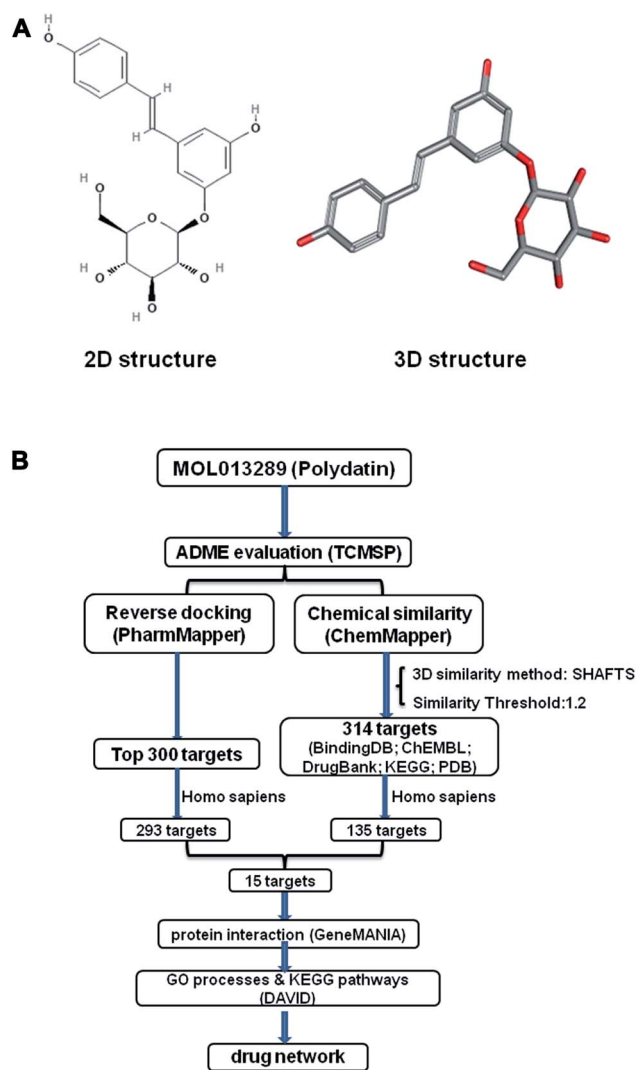 A
H
O
H
H
H
O
H
O
O
O
H
O
O
H
O
H
2D structure
3D structure
B
MOL013289 (Polydatin)
ADME evaluation (TCMSP)
Reverse docking
(PharmMapper)
Chemical similarity
(ChemMapper)
3D similarity method: SHAFTS
Similarity Threshold:1.2
Top 300 targets
314 targets
(BindingDB; ChEMBL;
DrugBank; KEGG; PDB)
Homo sapiens
Homo sapiens
293 targets
135 targets
15 targets
protein interaction (GeneMANIA)
GO processes & KEGG pathways
(DAVID)
drug network